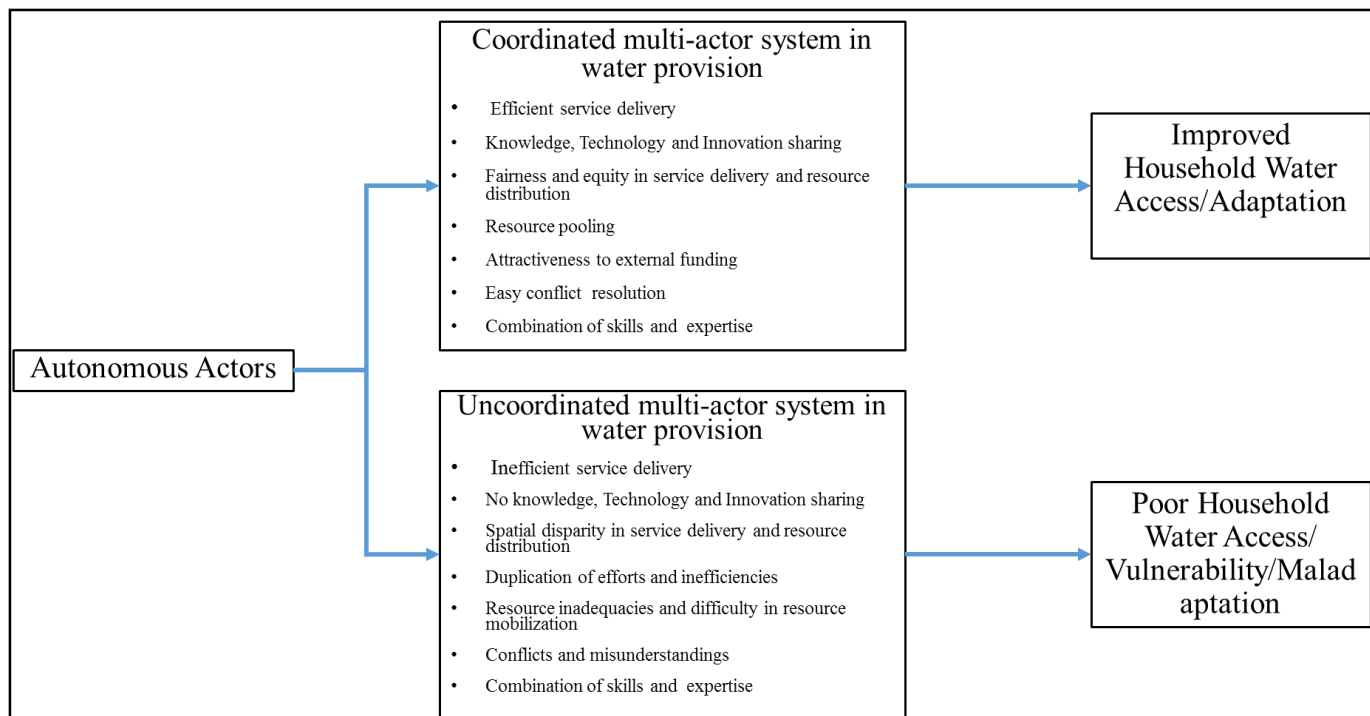 Coordinated multi-actor system in
water provision
• Efficient service delivery
• Knowledge, Technology and Innovation sharing
• Fairness and equity in service delivery and resource
distribution
• Resource pooling
• Attractiveness to external funding
• Easy conflict resolution
• Combination of skills and expertise
Improved
Household Water
Access/Adaptation
Autonomous Actors
Uncoordinated multi-actor system in
water provision
• Inefficient service delivery
• No knowledge, Technology and Innovation sharing
• Spatial disparity in service delivery and resource
distribution
• Duplication of efforts and inefficiencies
• Resource inadequacies and difficulty in resource
mobilization
• Conflicts and misunderstandings
• Combination of skills and expertise
Poor Household
Water Access/
Vulnerability/Malad
aptation